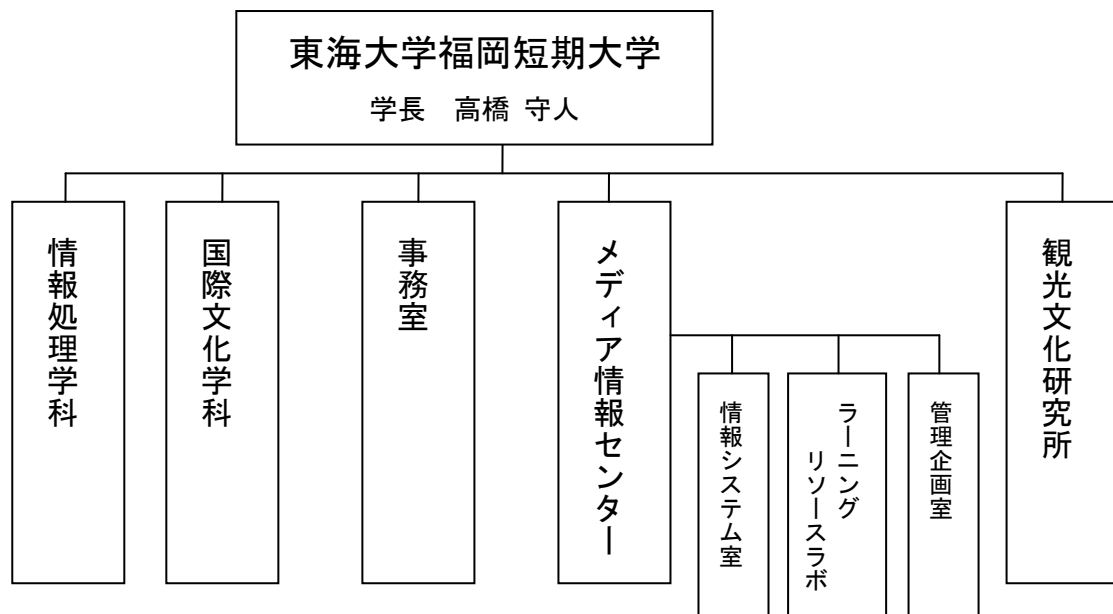 東海大学福岡短期大学
学長　高橋 守人
情報処理学科
国際文化学科
事務室
メディア情報センター
情報システム室
ラーニング
リソースラボ
管理企画室
観光文化研究所